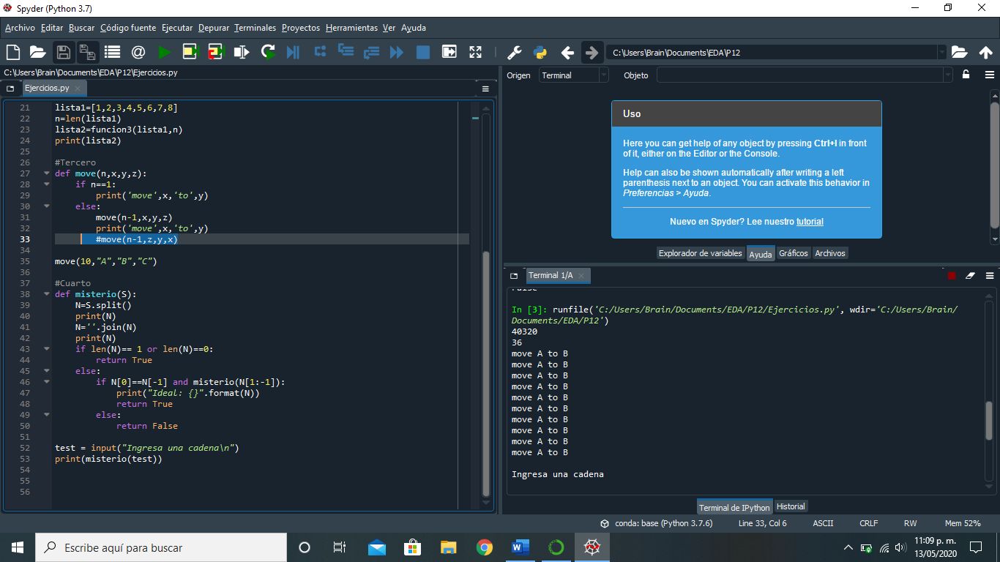 Spyder (Python 3.7)
Archivo Editar Buscar Código fuente Ejecutar Depurar Terminales Proyectos Herramientas Ver Ayuda
C:\Users\Brain\Documents\EDA\P12
C:\Users\Brain\Documents\EDA\P12\Ejercicios.py
Ejercicios.py
21 lista1=[1,2,3,4,5,6,7,8]
22 n=len(lista1)
23 lista2=funcion3(lista1,n)
24 print(lista2)
25
26 #Tercero
27 def move(n,x,y,z):
28     if n==1:
29         print('move',x,'to',y)
30     else:
31         move(n-1,x,y,z)
32         print('move',x,'to',y)
33         #move(n-1,z,y,x)
34
35 move(10,"A","B","C")
36
37 #Cuarto
38 def misterio(S):
39     N=S.split()
40     print(N)
41     N=''.join(N)
42     print(N)
43     if len(N)== 1 or len(N)==0:
44         return True
45     else:
46         if N[0]==N[-1] and misterio(N[1:-1]):
47             print("Ideal: {}".format(N))
48             return True
49         else:
50             return False
51
52 test = input("Ingresa una cadena\n")
53 print(misterio(test))
54
55
56
Origen Terminal Objeto
Uso
Here you can get help of any object by pressing Ctrl+I in front
of it, either on the Editor or the Console.
Help can also be shown automatically after writing a left
parenthesis next to an object. You can activate this behavior in
Preferencias > Ayuda.
Nuevo en Spyder? Lee nuestro tutorial
Explorador de variables Ayuda Gráficos Archivos
Terminal 1/A
False
In [3]: runfile('C:/Users/Brain/Documents/EDA/P12/Ejercicios.py', wdir='C:/Users/Brain/
Documents/EDA/P12')
40320
36
move A to B
move A to B
move A to B
move A to B
move A to B
move A to B
move A to B
move A to B
move A to B
move A to B
Ingresa una cadena
Terminal de IPython Historial
conda: base (Python 3.7.6) Line 33, Col 6 ASCII CRLF RW Mem 52%
Escribe aquí para buscar
11:09 p. m.
13/05/2020